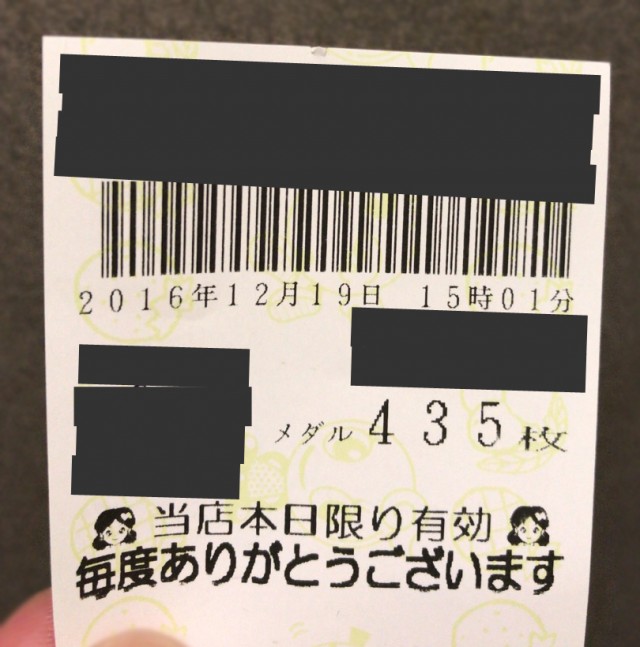 2016年12月19日 15時01分
メダル 435枚
当店本日限り有効
毎度ありがとうございます